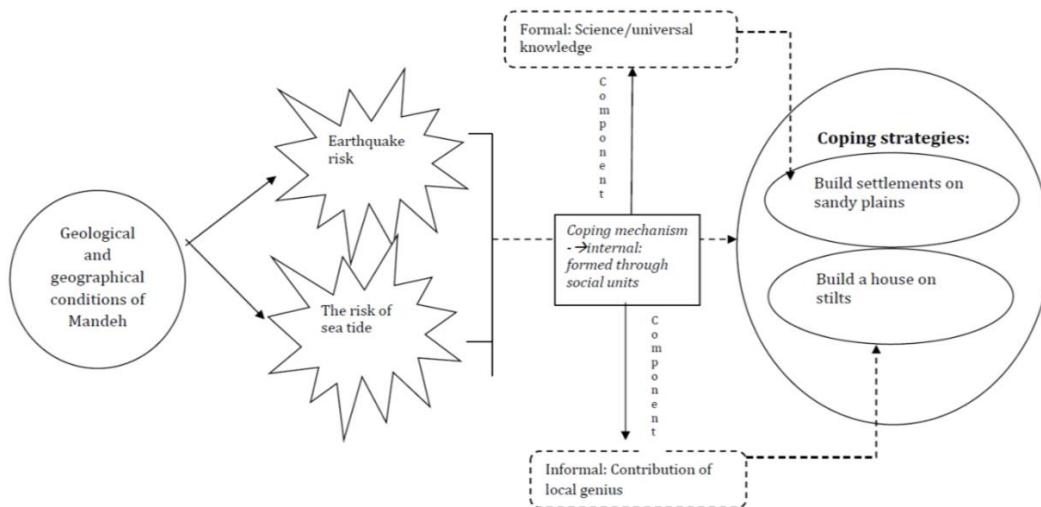 Geological
and
geographical
conditions of
Mandeh
Earthquake
risk
The risk of
sea tide
Formal: Science/universal
knowledge
Component
Coping mechanism
- →internal:
formed through
social units
Component
Informal: Contribution of
local genius
Coping strategies:
Build settlements on
sandy plains
Build a house on
stilts